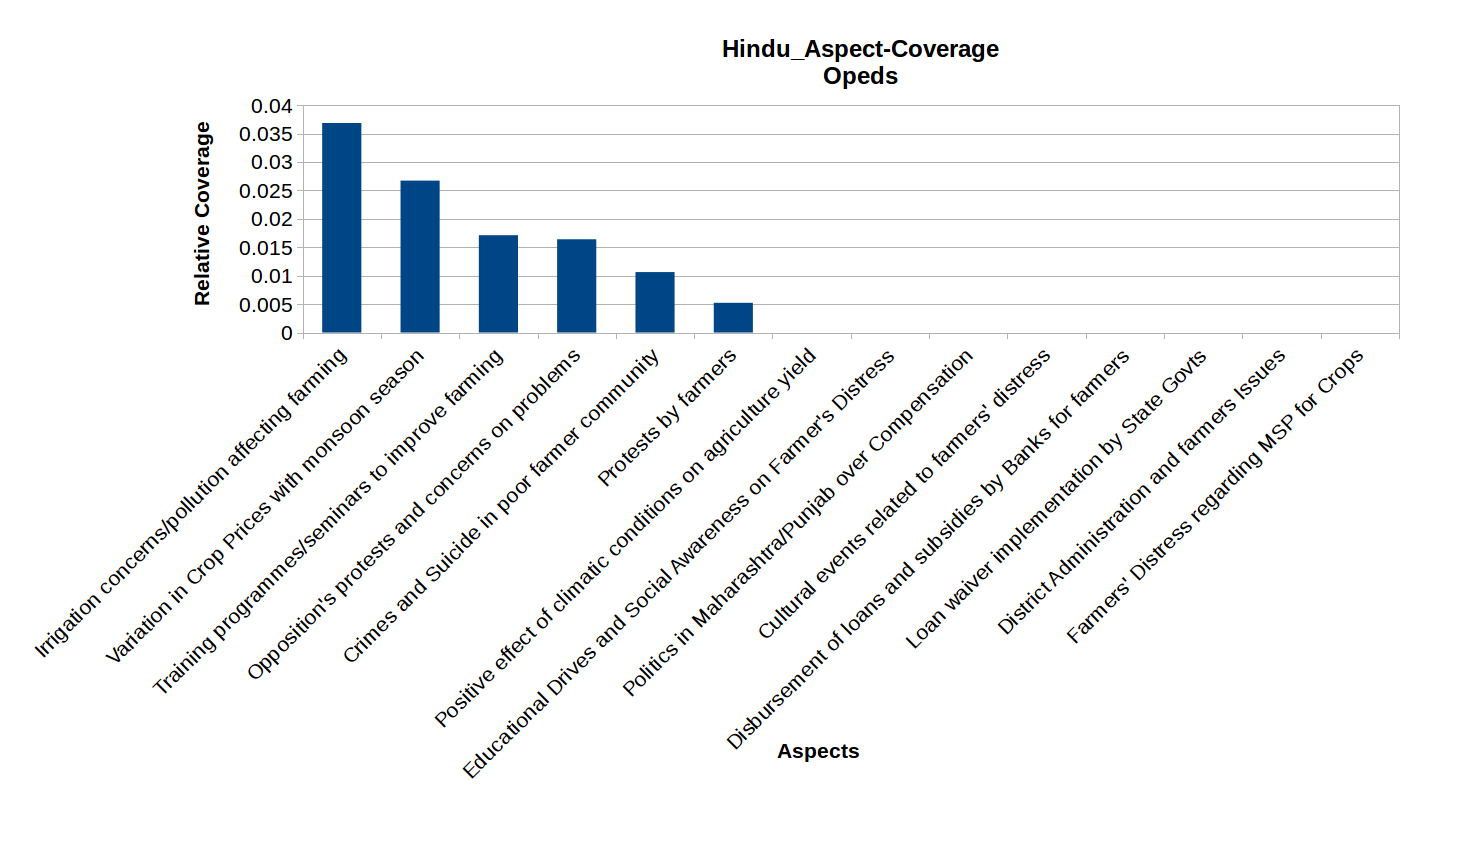 Hindu_Aspect-Coverage
Opeds
Relative Coverage
0.04
0.035
0.03
0.025
0.02
0.015
0.01
0.005
0
Irrigation concerns/pollution affecting farming
Variation in Crop Prices with monsoon season
Training programmes/seminars to improve farming
Opposition's protests and concerns on problems
Crimes and Suicide in poor farmer community
Protests by farmers
Positive effect of climatic conditions on agriculture yield
Educational Drives and Social Awareness on Farmer's Distress
Politics in Maharashtra/Punjab over Compensation
Cultural events related to farmers' distress
Disbursement of loans and subsidies by Banks for farmers
Loan waiver implementation by State Govts
District Administration and farmers Issues
Farmers' Distress regarding MSP for Crops
Aspects